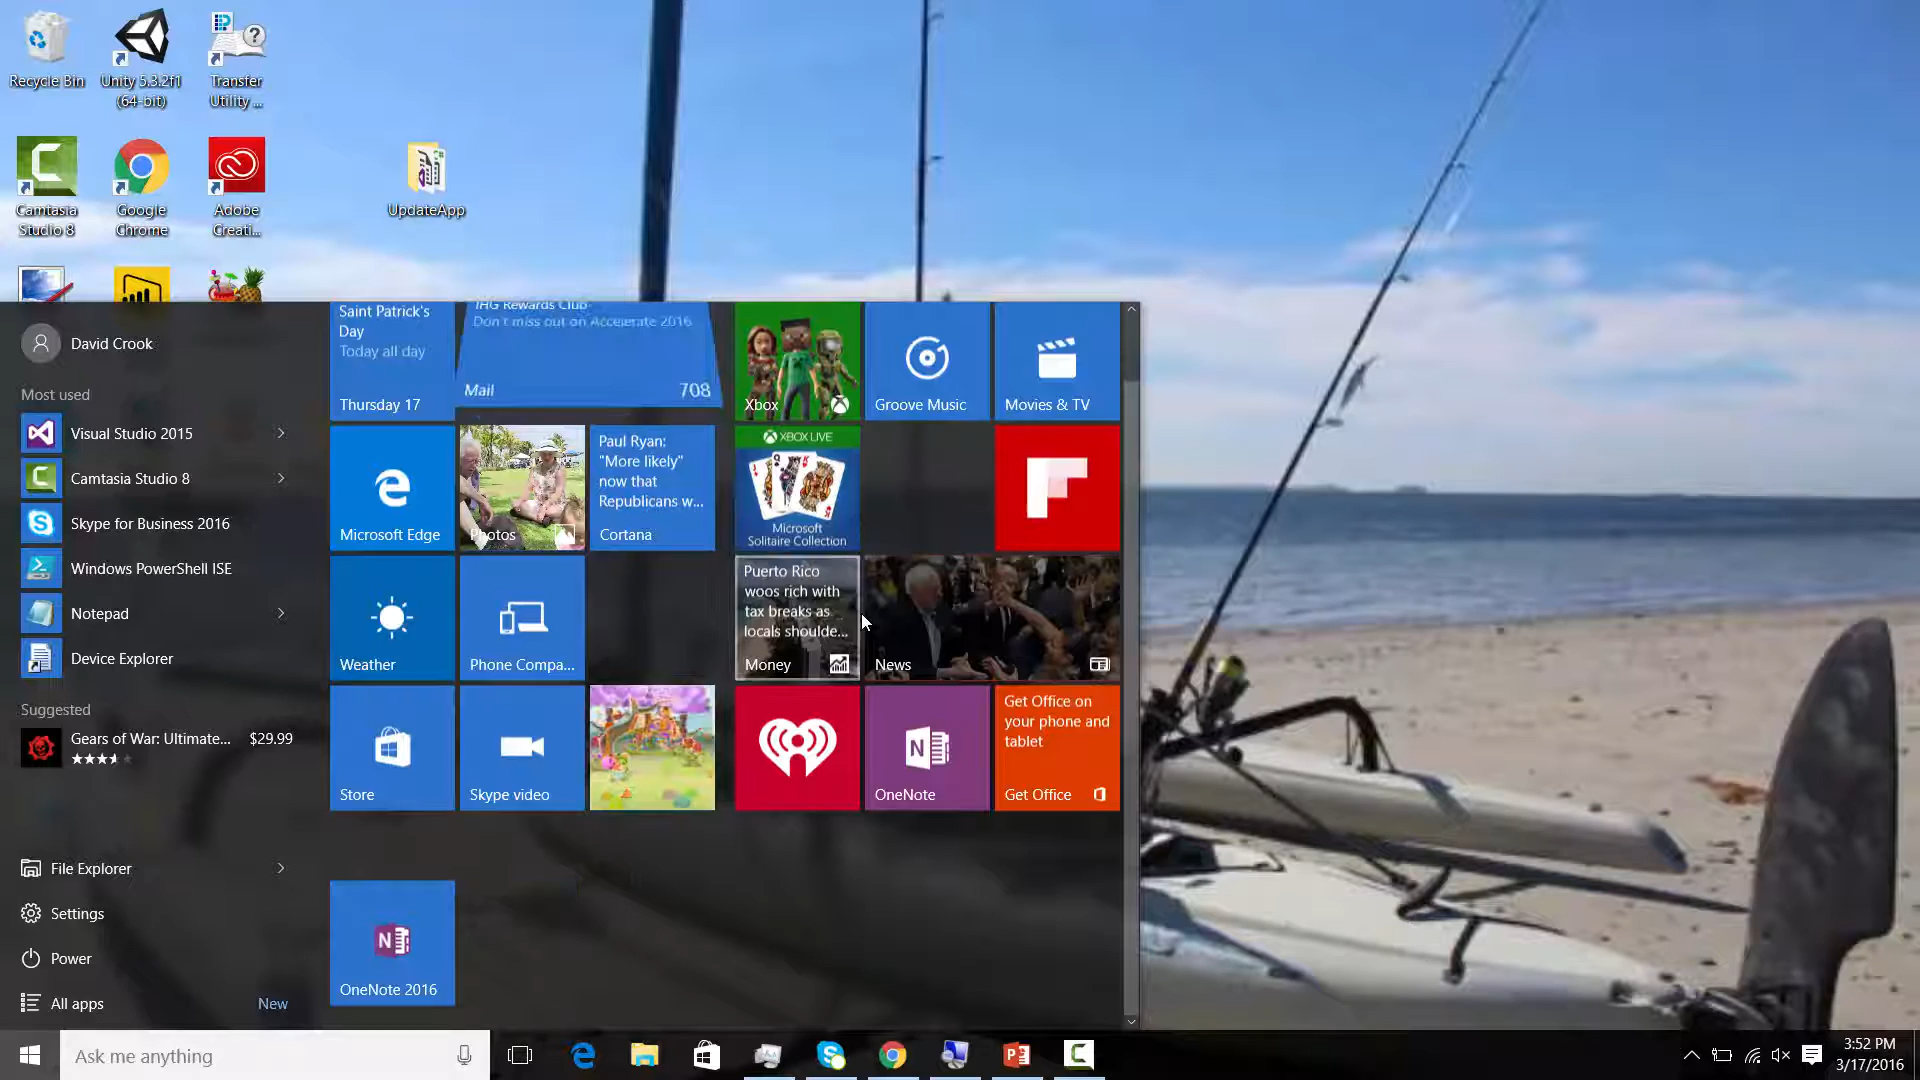 Recycle Bin
Unity 5.3.2f1
(64-bit)
Transfer
Utility ...
Camtasia
Studio 8
Google
Chrome
Adobe
Creati...
UpdateApp
David Crook
Most used
Visual Studio 2015
Camtasia Studio 8
Skype for Business 2016
Windows PowerShell ISE
Notepad
Device Explorer
Suggested
Gears of War: Ultimate...
$29.99
File Explorer
Settings
Power
All apps
New
Saint Patrick's
Day
Today all day
Thursday 17
IHG Rewards Club
Don't miss out on Accelerate 2016
Mail
708
Xbox
Groove Music
Movies & TV
Microsoft Edge
Photos
Paul Ryan:
"More likely"
now that
Republicans w...
Cortana
XBOX LIVE
Microsoft
Solitaire Collection
Weather
Phone Compa...
Puerto Rico
woos rich with
tax breaks as
locals shoulde...
Money
News
Store
Skype video
OneNote
Get Office on
your phone and
tablet
Get Office
OneNote 2016
Ask me anything
3:52 PM
3/17/2016